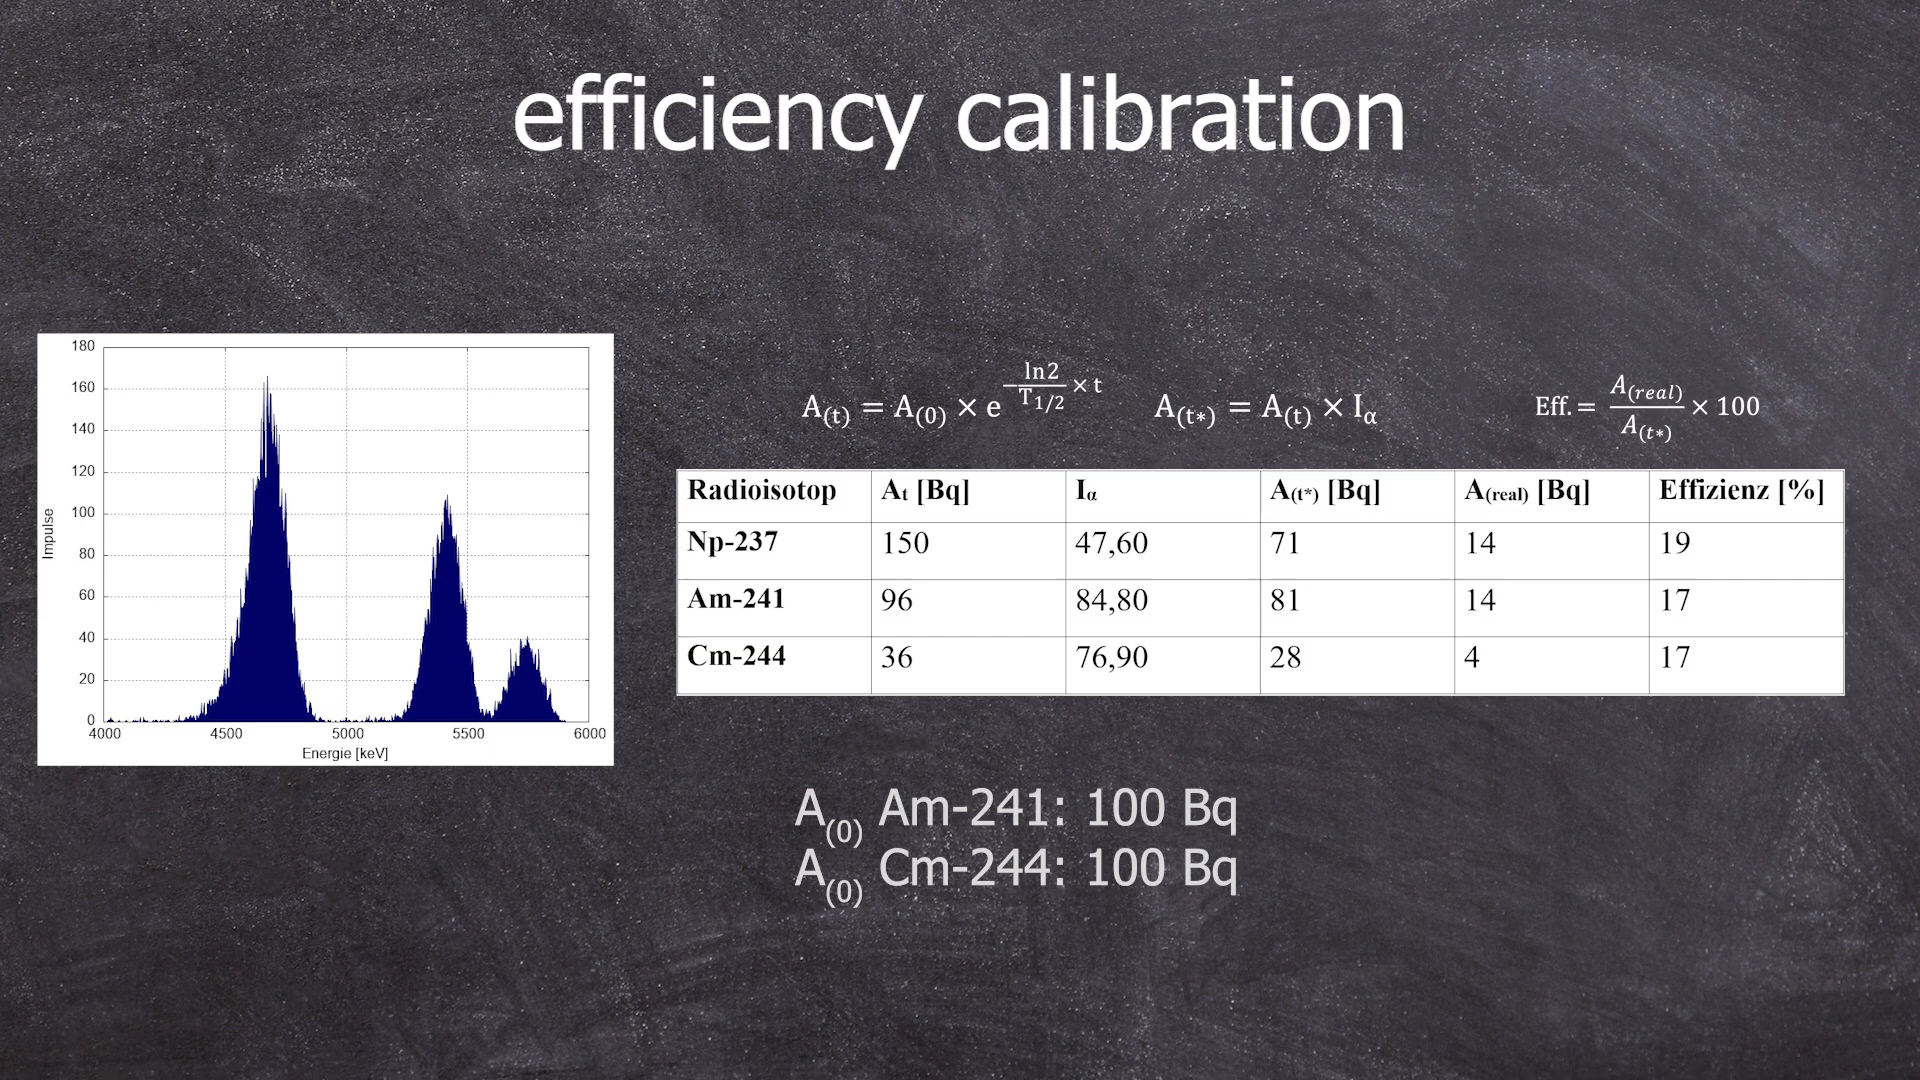 efficiency calibration
180
160
140
120
100
80
60
40
20
0
Impulse
4000 4500 5000 5500 6000
Energie [keV]
A(t) = A(0) × e^(−ln2/T1/2 × t)
A(t*) = A(t) × Iα
Eff. = A(real)/A(t*) × 100
Radioisotop At [Bq] Iα A(t*) [Bq] A(real) [Bq] Effizienz [%]
Np-237 150 47,60 71 14 19
Am-241 96 84,80 81 14 17
Cm-244 36 76,90 28 4 17
A(0) Am-241: 100 Bq
A(0) Cm-244: 100 Bq